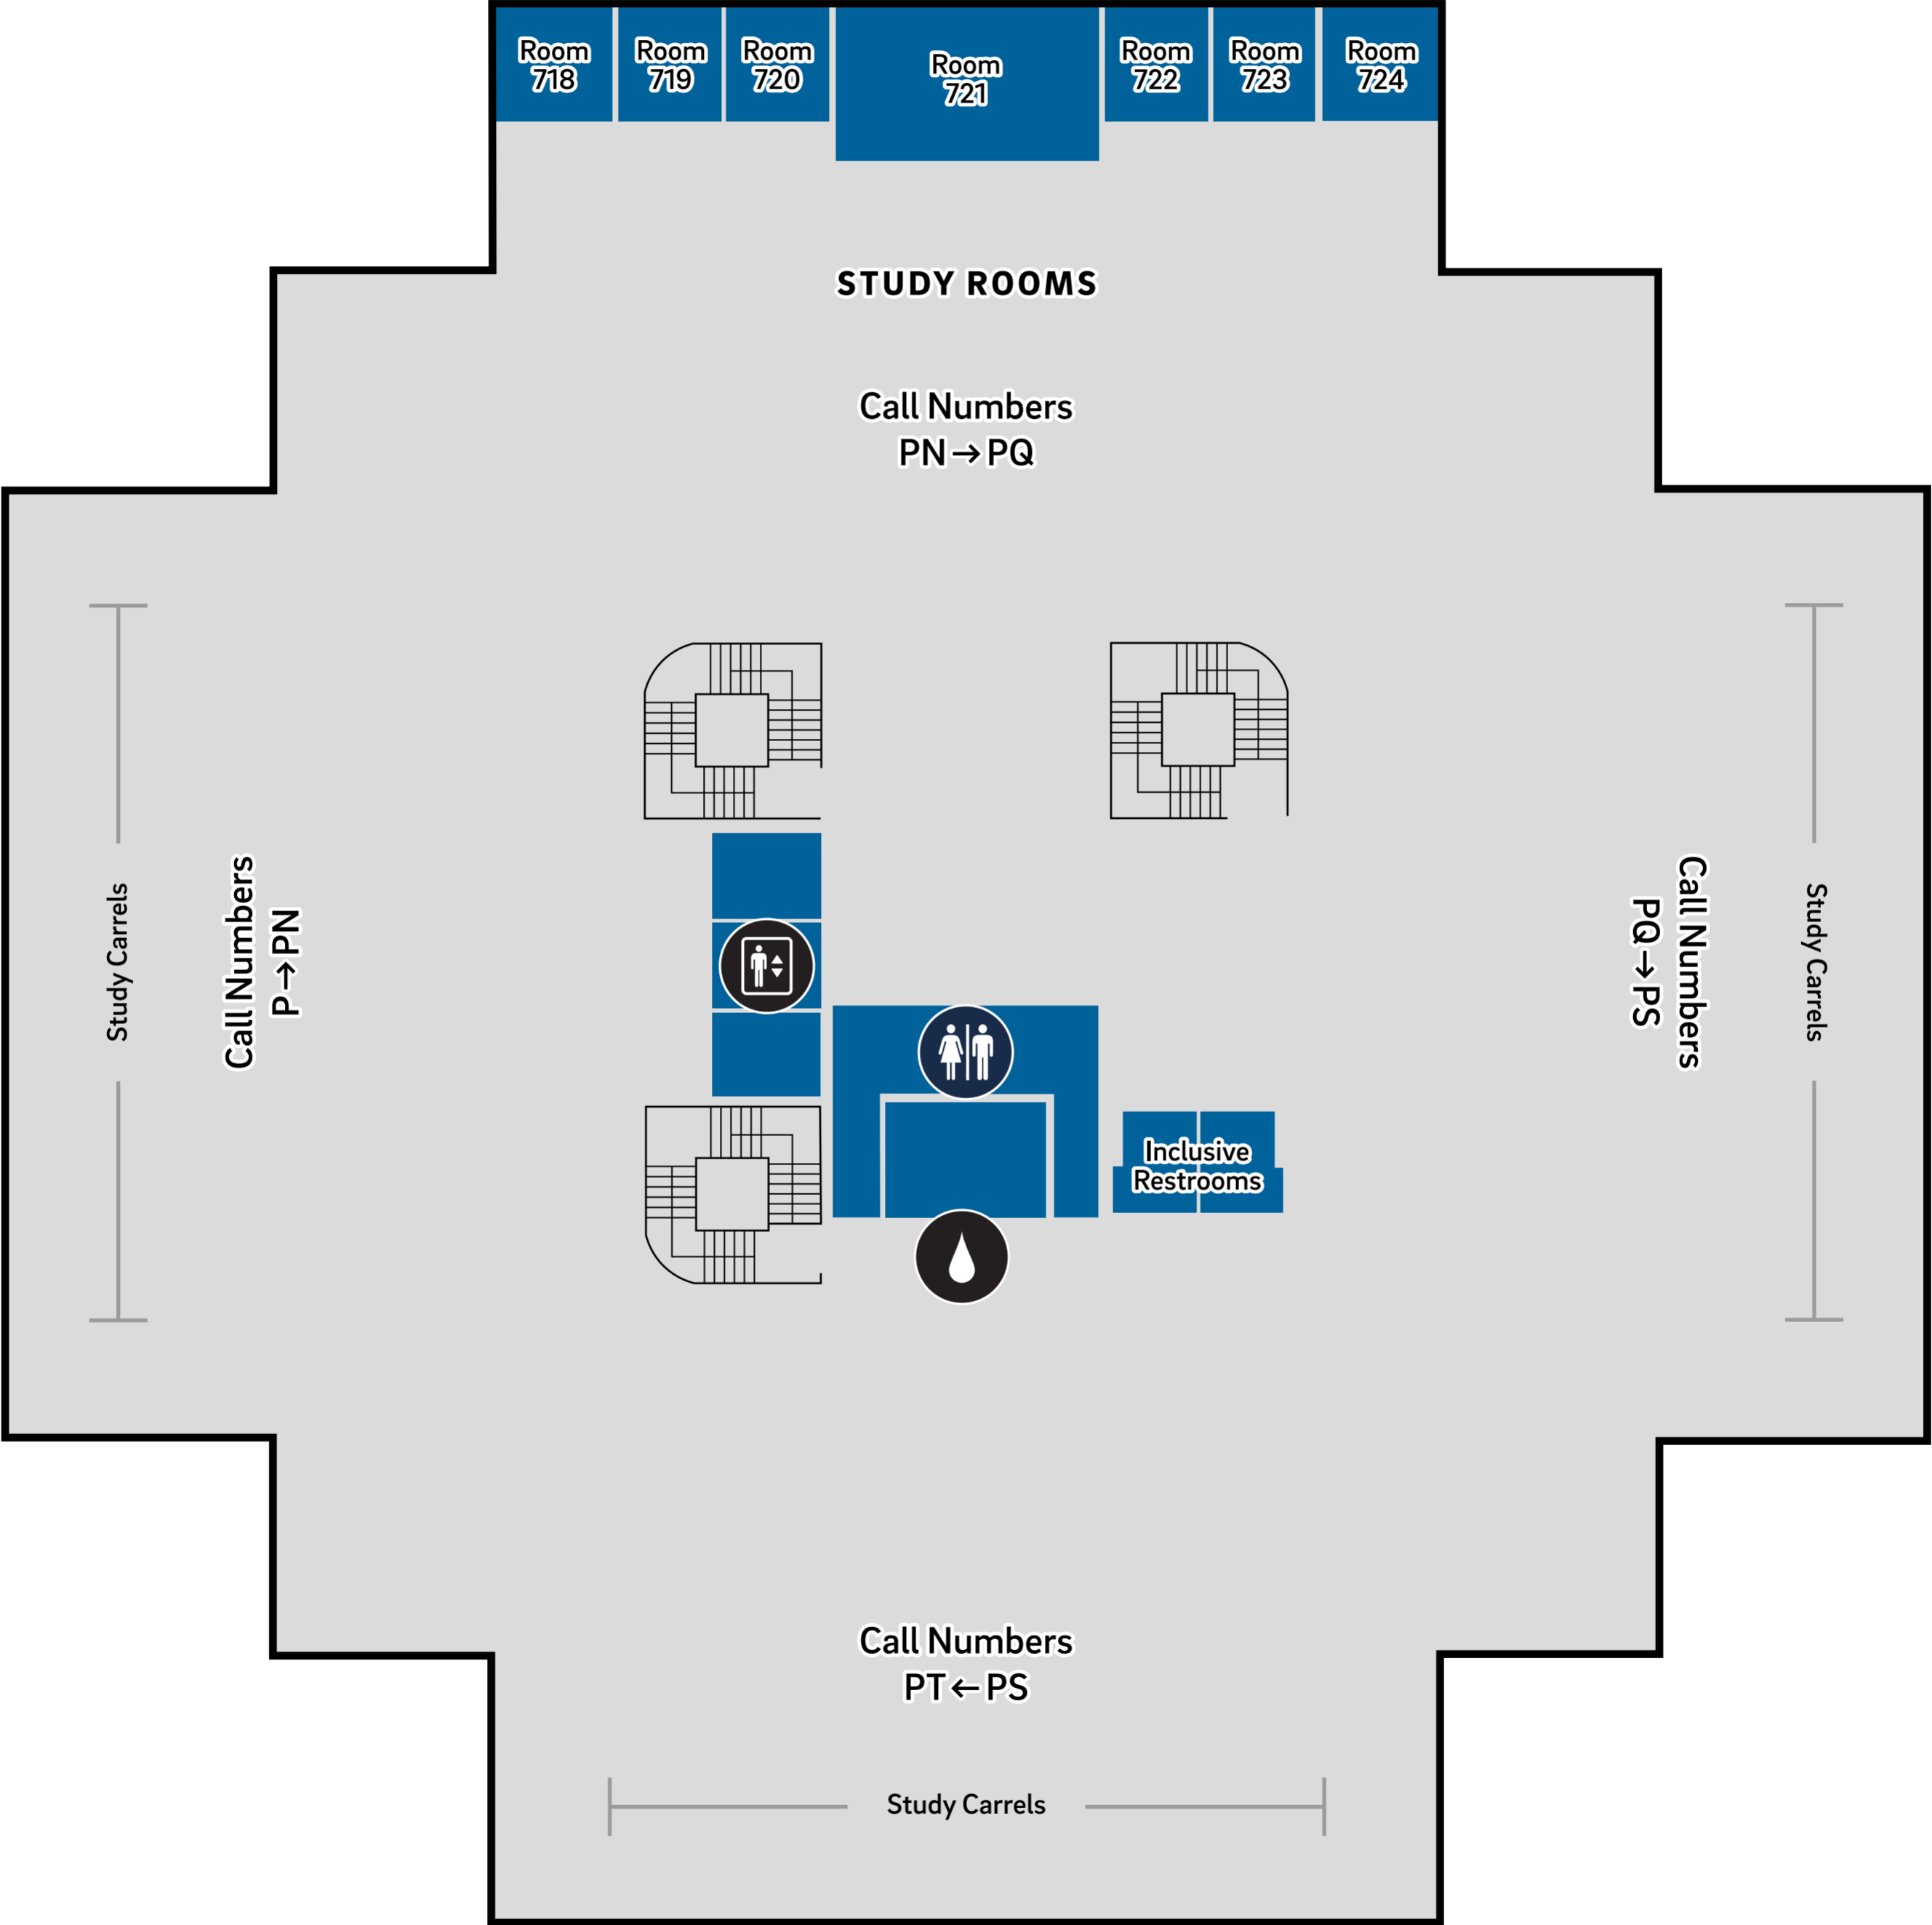 Room
718
Room
719
Room
720
Room
721
Room
722
Room
723
Room
724
STUDY ROOMS
Call Numbers
PN→PQ
Study Carrels
Call Numbers
P→PN
Call Numbers
PQ→PS
Study Carrels
Inclusive
Restrooms
Call Numbers
PT←PS
Study Carrels